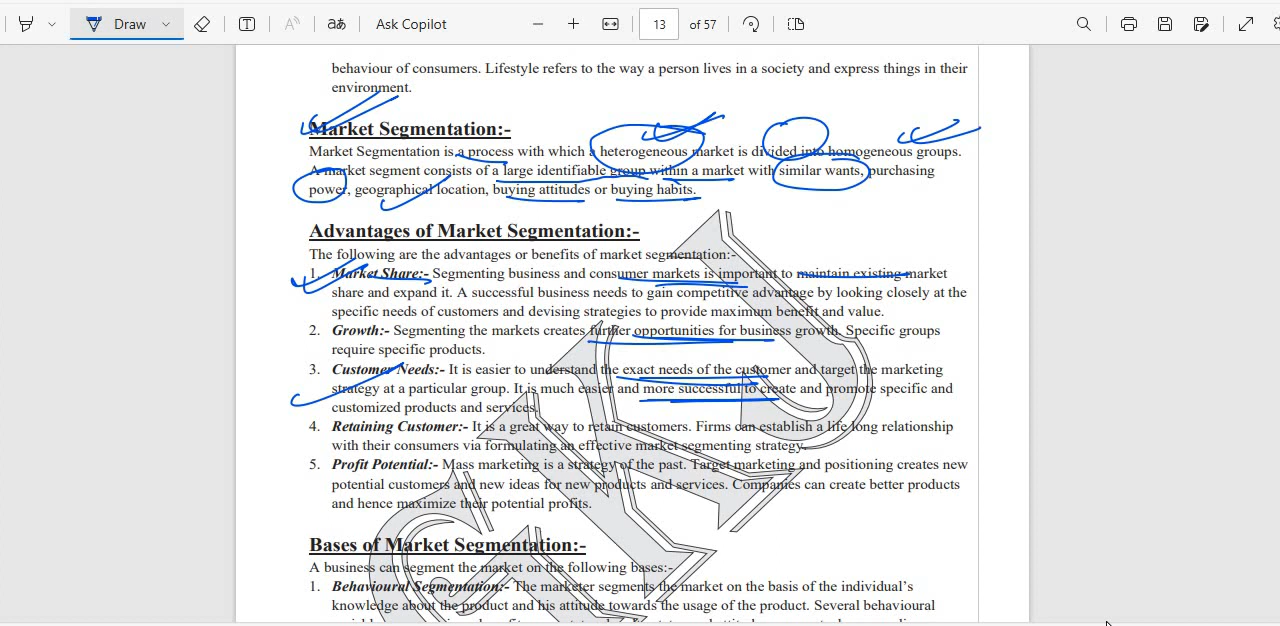 Draw
aあ
Ask Copilot
13 of 57
behaviour of consumers. Lifestyle refers to the way a person lives in a society and express things in their
environment.
Market Segmentation:-
Market Segmentation is a process with which a heterogeneous market is divided into homogeneous groups.
A market segment consists of a large identifiable group within a market with similar wants, purchasing
power, geographical location, buying attitudes or buying habits.
Advantages of Market Segmentation:-
The following are the advantages or benefits of market segmentation:-
1. Market Share:- Segmenting business and consumer markets is important to maintain existing market
share and expand it. A successful business needs to gain competitive advantage by looking closely at the
specific needs of customers and devising strategies to provide maximum benefit and value.
2. Growth:- Segmenting the markets creates further opportunities for business growth. Specific groups
require specific products.
3. Customer Needs:- It is easier to understand the exact needs of the customer and target the marketing
strategy at a particular group. It is much easier and more successful to create and promote specific and
customized products and services.
4. Retaining Customer:- It is a great way to retain customers. Firms can establish a life long relationship
with their consumers via formulating an effective market segmenting strategy.
5. Profit Potential:- Mass marketing is a strategy of the past. Target marketing and positioning creates new
potential customers and new ideas for new products and services. Companies can create better products
and hence maximize their potential profits.
Bases of Market Segmentation:-
A business can segment the market on the following bases:-
1. Behavioural Segmentation:- The marketer segments the market on the basis of the individual's
knowledge about the product and his attitude towards the usage of the product. Several behavioural